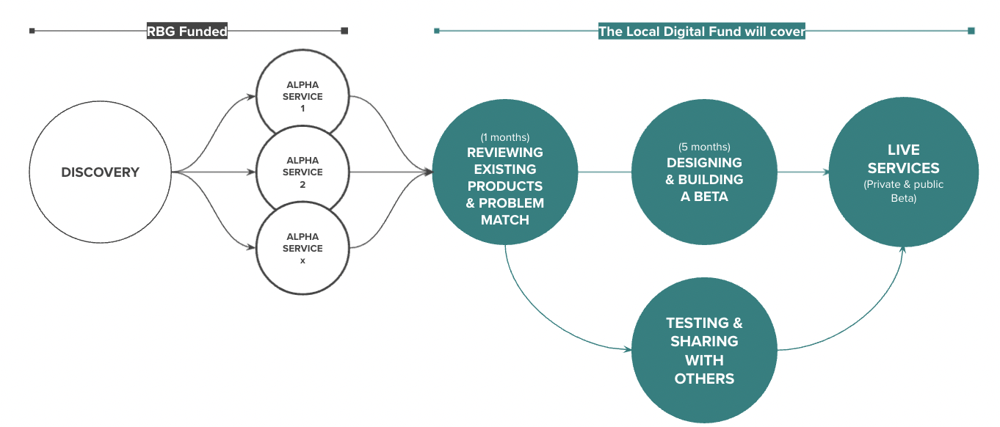 RBG Funded
The Local Digital Fund will cover
DISCOVERY
ALPHA
SERVICE
1
ALPHA
SERVICE
2
ALPHA
SERVICE
x
(1 months)
REVIEWING
EXISTING
PRODUCTS
& PROBLEM
MATCH
(5 months)
DESIGNING
& BUILDING
A BETA
LIVE
SERVICES
(Private & public
Beta)
TESTING &
SHARING
WITH
OTHERS